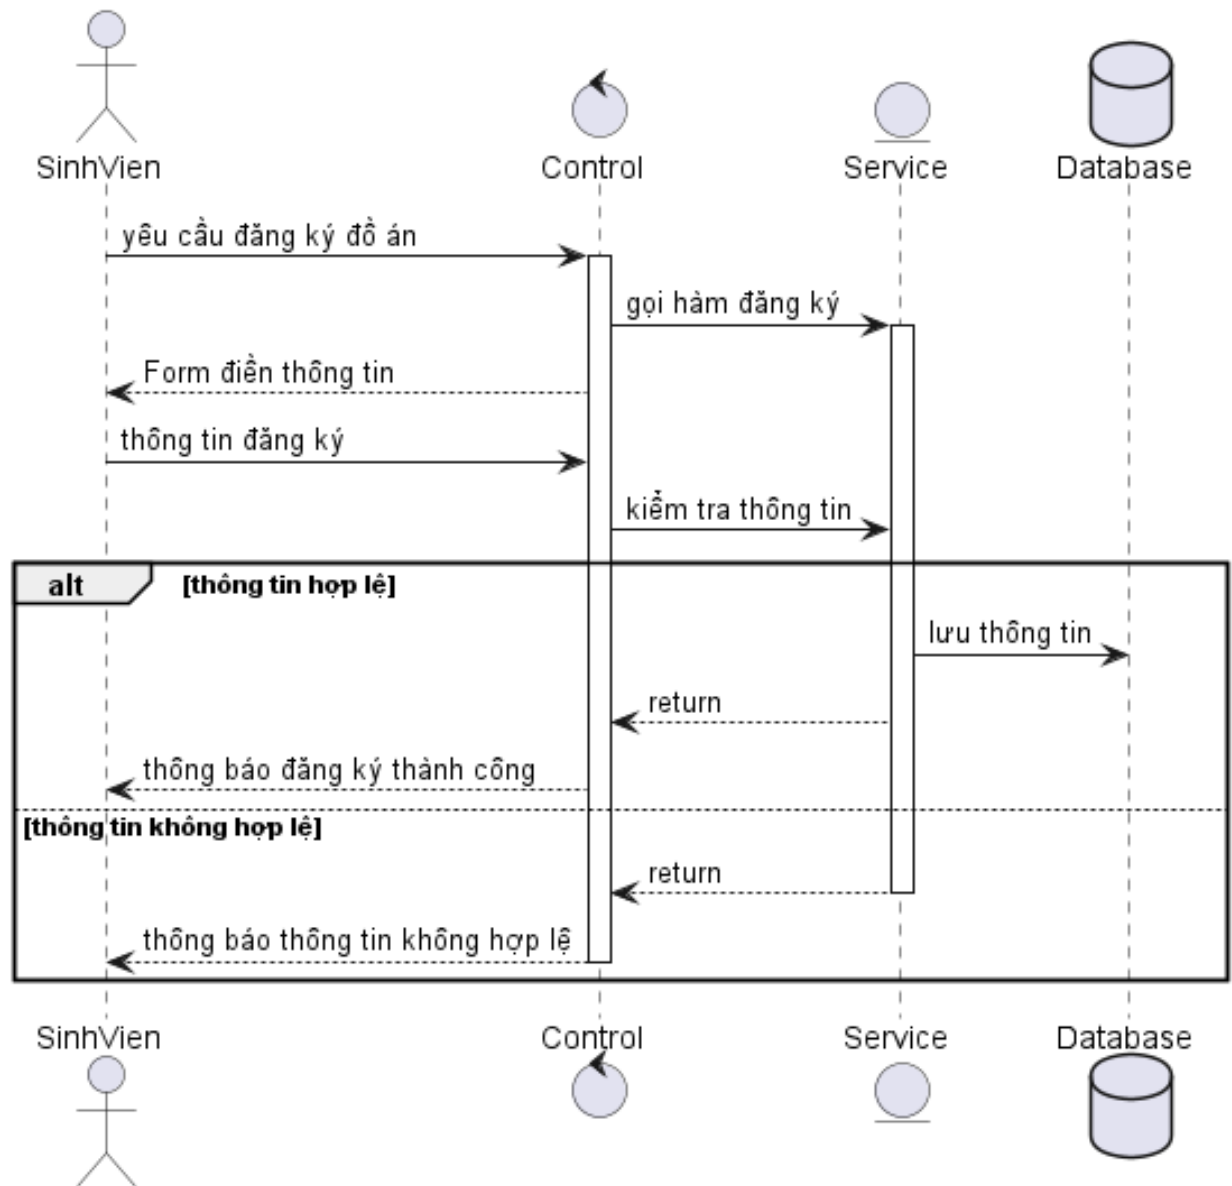 SinhVien
Control
Service
Database
yêu cầu đăng ký đồ án
gọi hàm đăng ký
Form điền thông tin
thông tin đăng ký
kiểm tra thông tin
alt [thông tin hợp lệ]
lưu thông tin
return
thông báo đăng ký thành công
[thông tin không hợp lệ]
return
thông báo thông tin không hợp lệ
SinhVien
Control
Service
Database